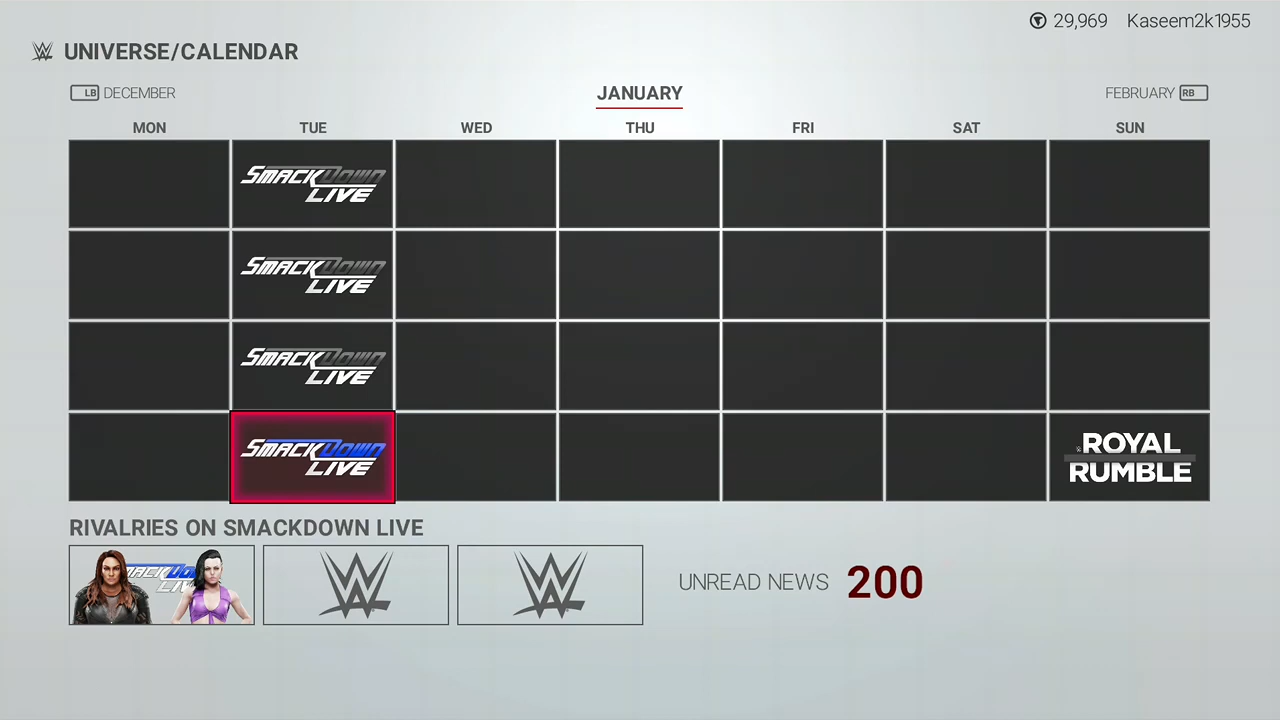 29,969 Kaseem2k1955
UNIVERSE/CALENDAR
LB DECEMBER JANUARY FEBRUARY RB
MON TUE WED THU FRI SAT SUN
SMACKDOWN
LIVE
SMACKDOWN
LIVE
SMACKDOWN
LIVE
SMACKDOWN
LIVE
ROYAL
RUMBLE
RIVALRIES ON SMACKDOWN LIVE
UNREAD NEWS 200